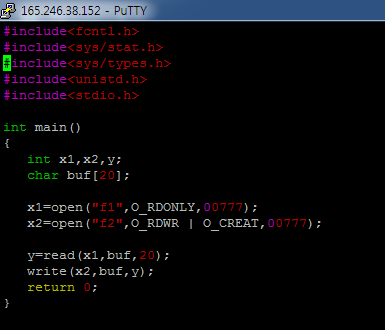 165.246.38.152 - PuTTY
#include<fcntl.h>
#include<sys/stat.h>
#include<sys/types.h>
#include<unistd.h>
#include<stdio.h>
int main()
{
int x1,x2,y;
char buf[20];
x1=open("f1",O_RDONLY,00777);
x2=open("f2",O_RDWR | O_CREAT,00777);
y=read(x1,buf,20);
write(x2,buf,y);
return 0;
}